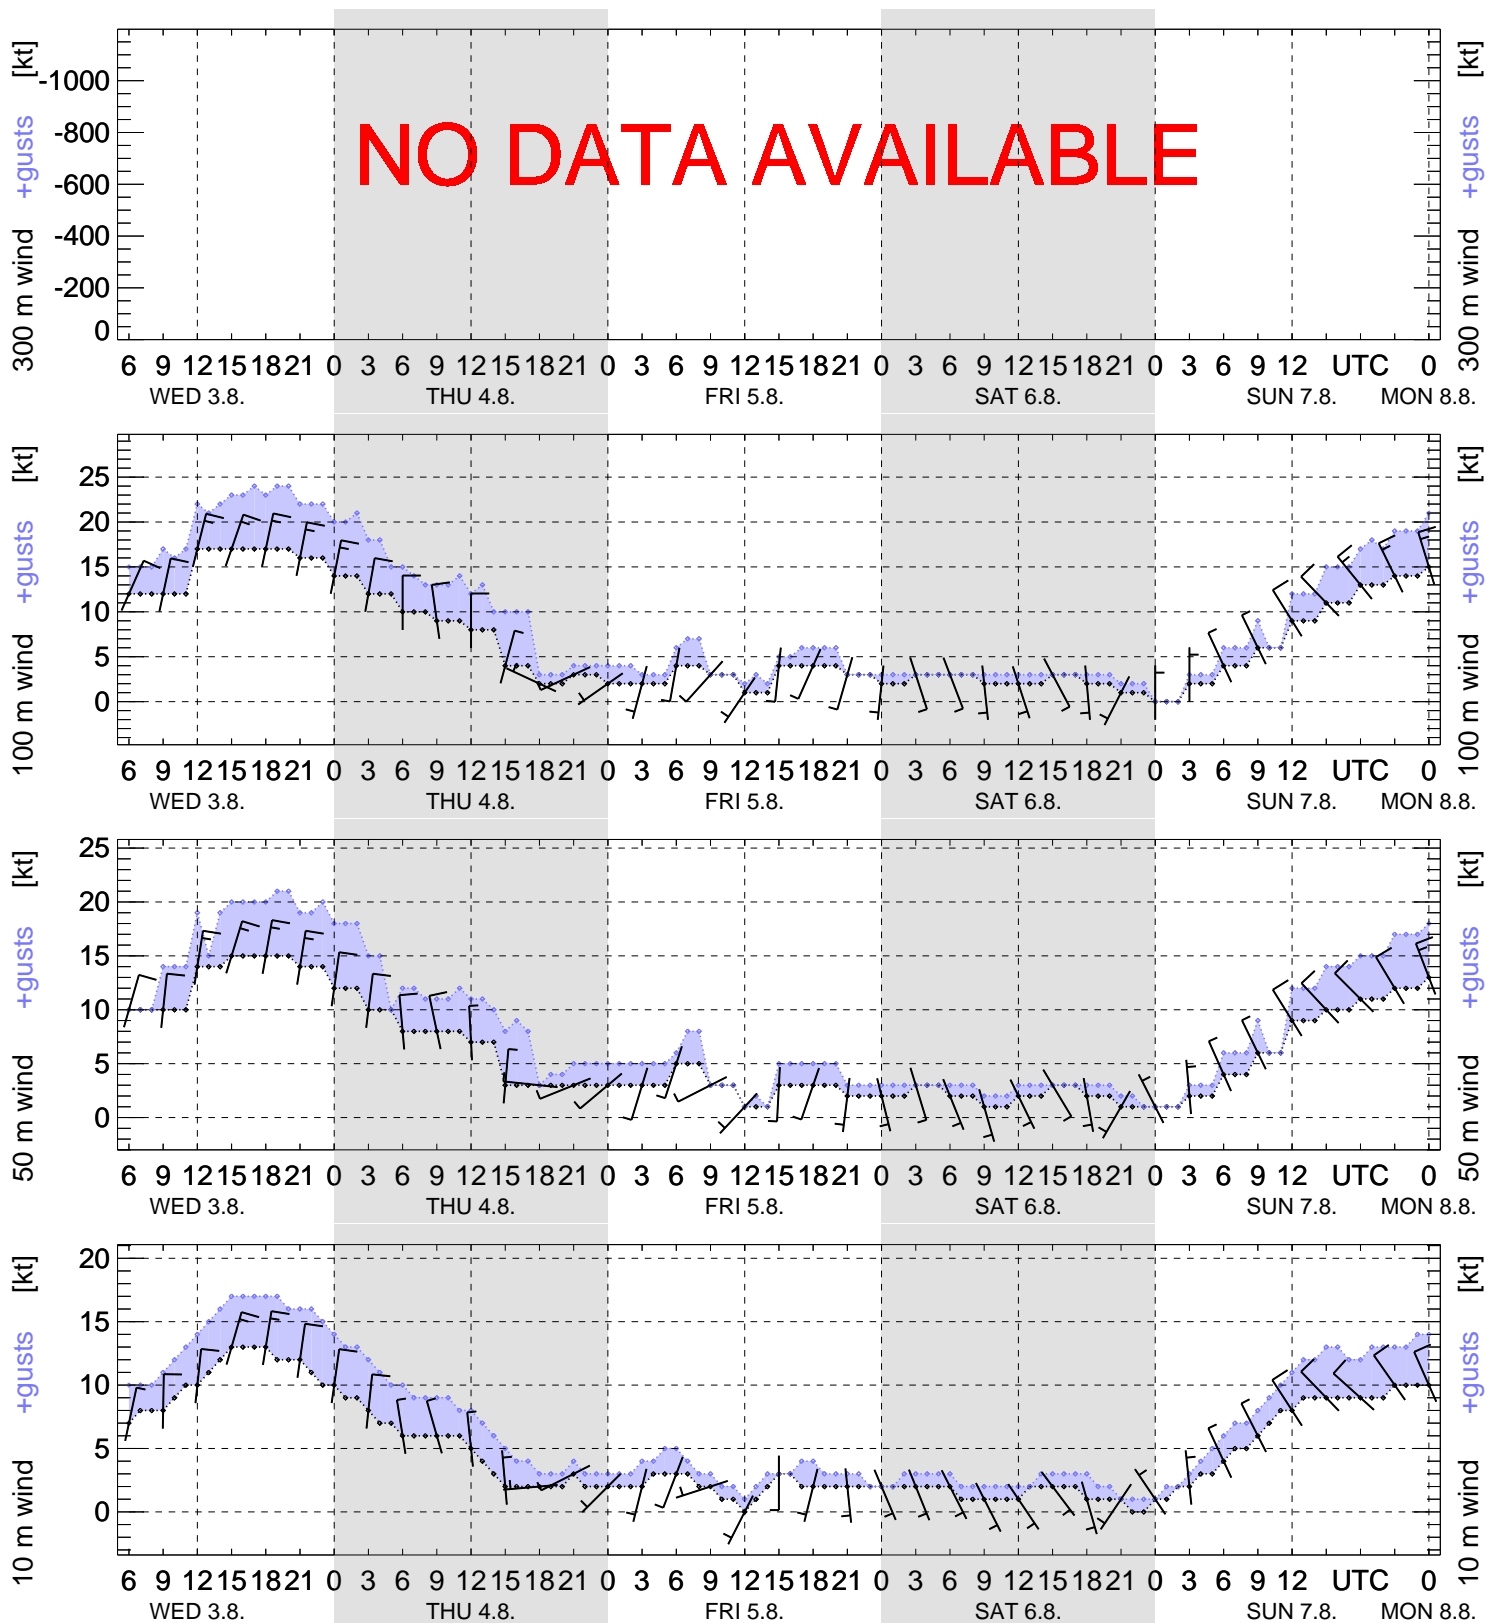 300 m wind +gusts [kt]
-1000
-800
-600
-400
-200
0
NO DATA AVAILABLE
300 m wind +gusts [kt]
6 9 12 15 18 21 0 3 6 9 12 15 18 21 0 3 6 9 12 15 18 21 0 3 6 9 12 15 18 21 0 3 6 9 12 UTC 0
WED 3.8. THU 4.8. FRI 5.8. SAT 6.8. SUN 7.8. MON 8.8.
100 m wind +gusts [kt]
25
20
15
10
5
0
100 m wind +gusts [kt]
6 9 12 15 18 21 0 3 6 9 12 15 18 21 0 3 6 9 12 15 18 21 0 3 6 9 12 15 18 21 0 3 6 9 12 UTC 0
WED 3.8. THU 4.8. FRI 5.8. SAT 6.8. SUN 7.8. MON 8.8.
50 m wind +gusts [kt]
25
20
15
10
5
0
50 m wind +gusts [kt]
6 9 12 15 18 21 0 3 6 9 12 15 18 21 0 3 6 9 12 15 18 21 0 3 6 9 12 15 18 21 0 3 6 9 12 UTC 0
WED 3.8. THU 4.8. FRI 5.8. SAT 6.8. SUN 7.8. MON 8.8.
10 m wind +gusts [kt]
20
15
10
5
0
10 m wind +gusts [kt]
6 9 12 15 18 21 0 3 6 9 12 15 18 21 0 3 6 9 12 15 18 21 0 3 6 9 12 15 18 21 0 3 6 9 12 UTC 0
WED 3.8. THU 4.8. FRI 5.8. SAT 6.8. SUN 7.8. MON 8.8.